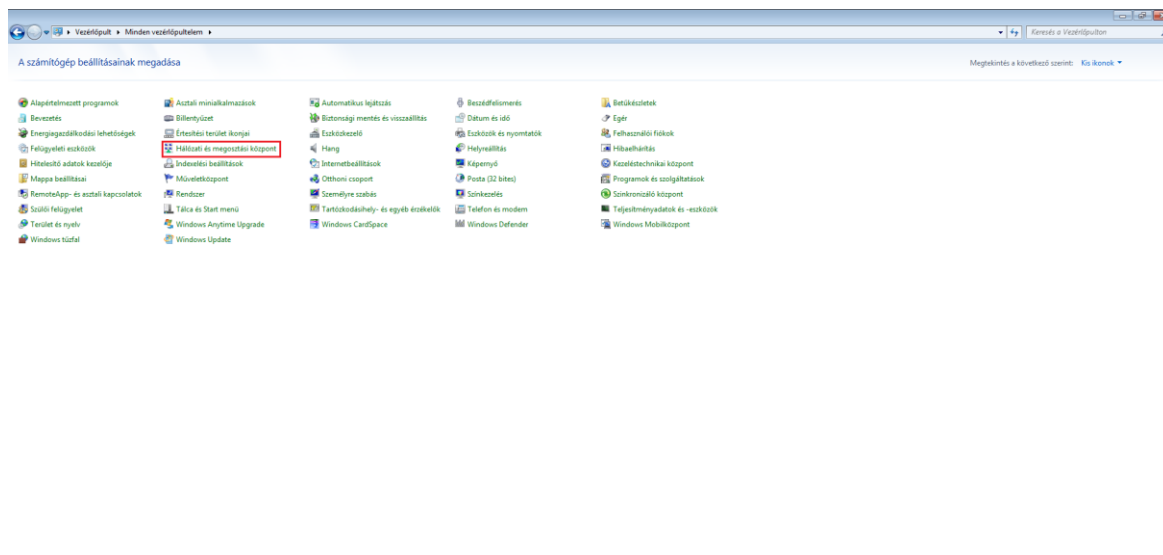 Vezérlőpult ▸ Minden vezérlőpultelem ▸
Keresés a Vezérlőpulton
A számítógép beállításainak megadása
Megtekintés a következő szerint: Kis ikonok
Alapértelmezett programok
Asztali minialkalmazások
Automatikus lejátszás
Beszédfelismerés
Betűkészletek
Bevezetés
Billentyűzet
Biztonsági mentés és visszaállítás
Dátum és idő
Egér
Energiagazdálkodási lehetőségek
Értesítési terület ikonjai
Eszközkezelő
Eszközök és nyomtatók
Felhasználói fiókok
Felügyeleti eszközök
Hálózati és megosztási központ
Hang
Helyreállítás
Hibaelhárítás
Hitelesítő adatok kezelője
Indexelési beállítások
Internetbeállítások
Képernyő
Kezeléstechnikai központ
Mappa beállításai
Műveletközpont
Otthoni csoport
Posta (32 bites)
Programok és szolgáltatások
RemoteApp- és asztali kapcsolatok
Rendszer
Személyre szabás
Színkezelés
Szinkronizáló központ
Szülői felügyelet
Tálca és Start menü
Tartózkodásihely- és egyéb érzékelők
Telefon és modem
Teljesítményadatok és -eszközök
Terület és nyelv
Windows Anytime Upgrade
Windows CardSpace
Windows Defender
Windows Mobilközpont
Windows tűzfal
Windows Update